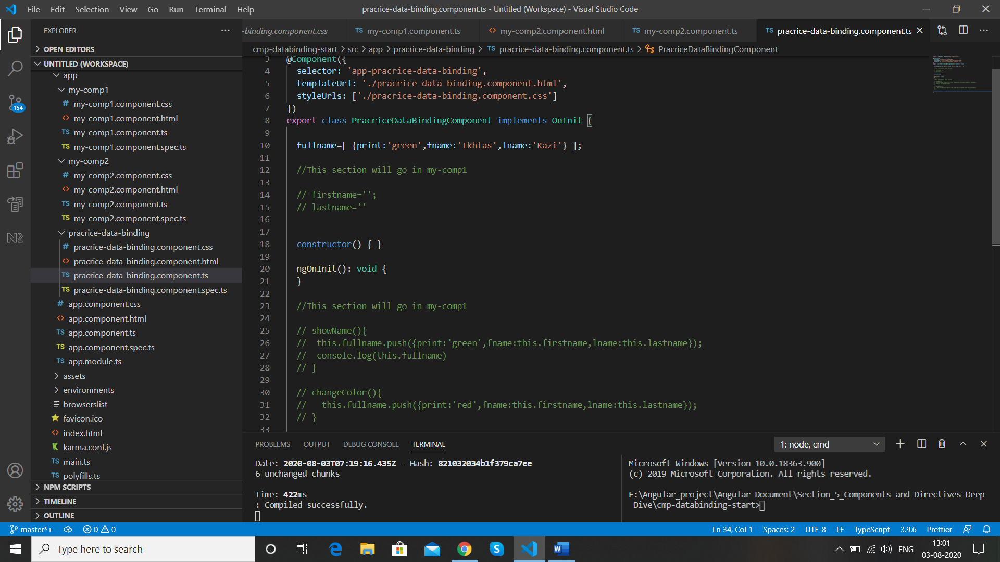 File Edit Selection View Go Run Terminal Help
pracrice-data-binding.component.ts - Untitled (Workspace) - Visual Studio Code
EXPLORER
-binding.component.css
TS my-comp1.component.ts
<> my-comp2.component.html
TS my-comp2.component.ts
TS pracrice-data-binding.component.ts
OPEN EDITORS
UNTITLED (WORKSPACE)
app
my-comp1
# my-comp1.component.css
<> my-comp1.component.html
TS my-comp1.component.ts
TS my-comp1.component.spec.ts
my-comp2
# my-comp2.component.css
<> my-comp2.component.html
TS my-comp2.component.ts
TS my-comp2.component.spec.ts
pracrice-data-binding
# pracrice-data-binding.component.css
<> pracrice-data-binding.component.html
TS pracrice-data-binding.component.ts
TS pracrice-data-binding.component.spec.ts
# app.component.css
<> app.component.html
TS app.component.ts
TS app.component.spec.ts
TS app.module.ts
assets
environments
browserslist
favicon.ico
<> index.html
karma.conf.js
TS main.ts
TS polyfills.ts
NPM SCRIPTS
TIMELINE
OUTLINE
154
cmp-databinding-start > src > app > pracrice-data-binding > TS pracrice-data-binding.component.ts > PracriceDataBindingComponent
3 @Component({
4 selector: 'app-pracrice-data-binding',
5 templateUrl: './pracrice-data-binding.component.html',
6 styleUrls: ['./pracrice-data-binding.component.css']
7 })
8 export class PracriceDataBindingComponent implements OnInit {
9
10 fullname=[ {print:'green',fname:'Ikhlas',lname:'Kazi'} ];
11
12 //This section will go in my-comp1
13
14 // firstname='';
15 // lastname=''
16
17
18 constructor() { }
19
20 ngOnInit(): void {
21 }
22
23 //This section will go in my-comp1
24
25 // showName(){
26 // this.fullname.push({print:'green',fname:this.firstname,lname:this.lastname});
27 // console.log(this.fullname)
28 // }
29
30 // changeColor(){
31 // this.fullname.push({print:'red',fname:this.firstname,lname:this.lastname});
32 // }
33
PROBLEMS OUTPUT DEBUG CONSOLE TERMINAL
1: node, cmd
Date: 2020-08-03T07:19:16.435Z - Hash: 821032034b1f379ca7ee
6 unchanged chunks
Time: 422ms
: Compiled successfully.
Microsoft Windows [Version 10.0.18363.900]
(c) 2019 Microsoft Corporation. All rights reserved.
E:\Angular_project\Angular Document\Section_5_Components and Directives Deep
Dive\cmp-databinding-start>
master*+ 0 0
Ln 34, Col 1 Spaces: 2 UTF-8 LF TypeScript 3.9.6 Prettier
Type here to search
ENG
13:01
03-08-2020